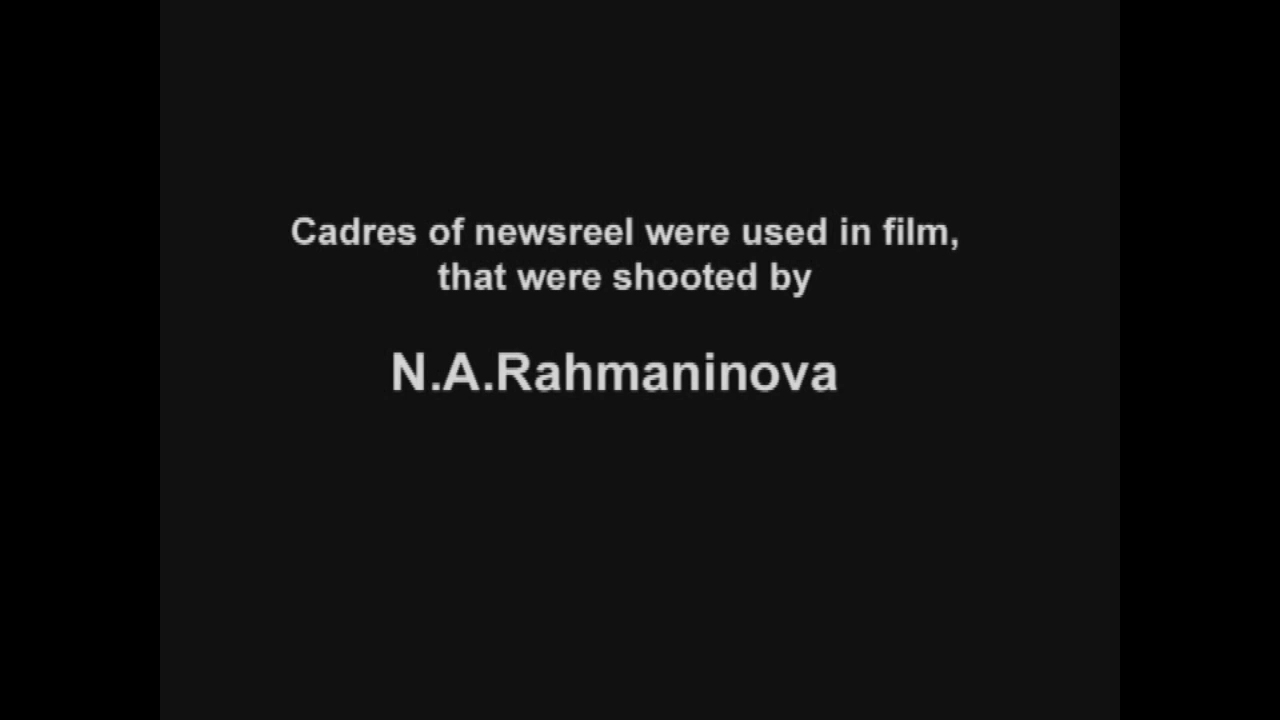 Cadres of newsreel were used in film,
that were shooted by
N.A.Rahmaninova